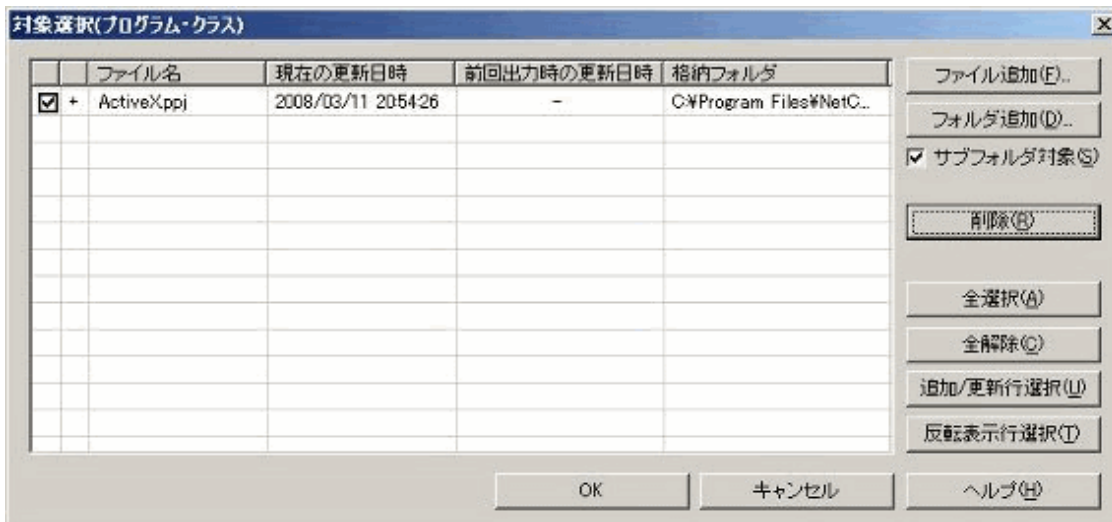 対象選択(プログラム・クラス)
ファイル名 現在の更新日時 前回出力時の更新日時 格納フォルダ
+ ActiveX.ppj 2008/03/11 20:54:26 - C:¥Program Files¥NetC...
ファイル追加(F)...
フォルダ追加(D)...
サブフォルダ対象(S)
削除(R)
全選択(A)
全解除(C)
追加/更新行選択(U)
反転表示行選択(T)
OK キャンセル ヘルプ(H)